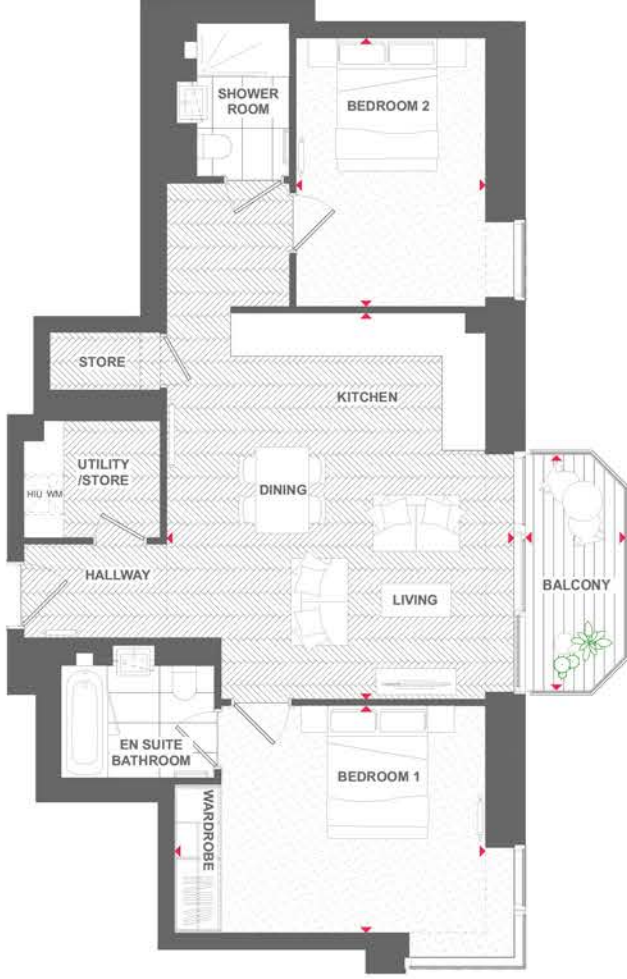 SHOWER
ROOM
BEDROOM 2
STORE
KITCHEN
UTILITY
/STORE
HIU WM
DINING
HALLWAY
LIVING
BALCONY
EN SUITE
BATHROOM
WARDROBE
BEDROOM 1